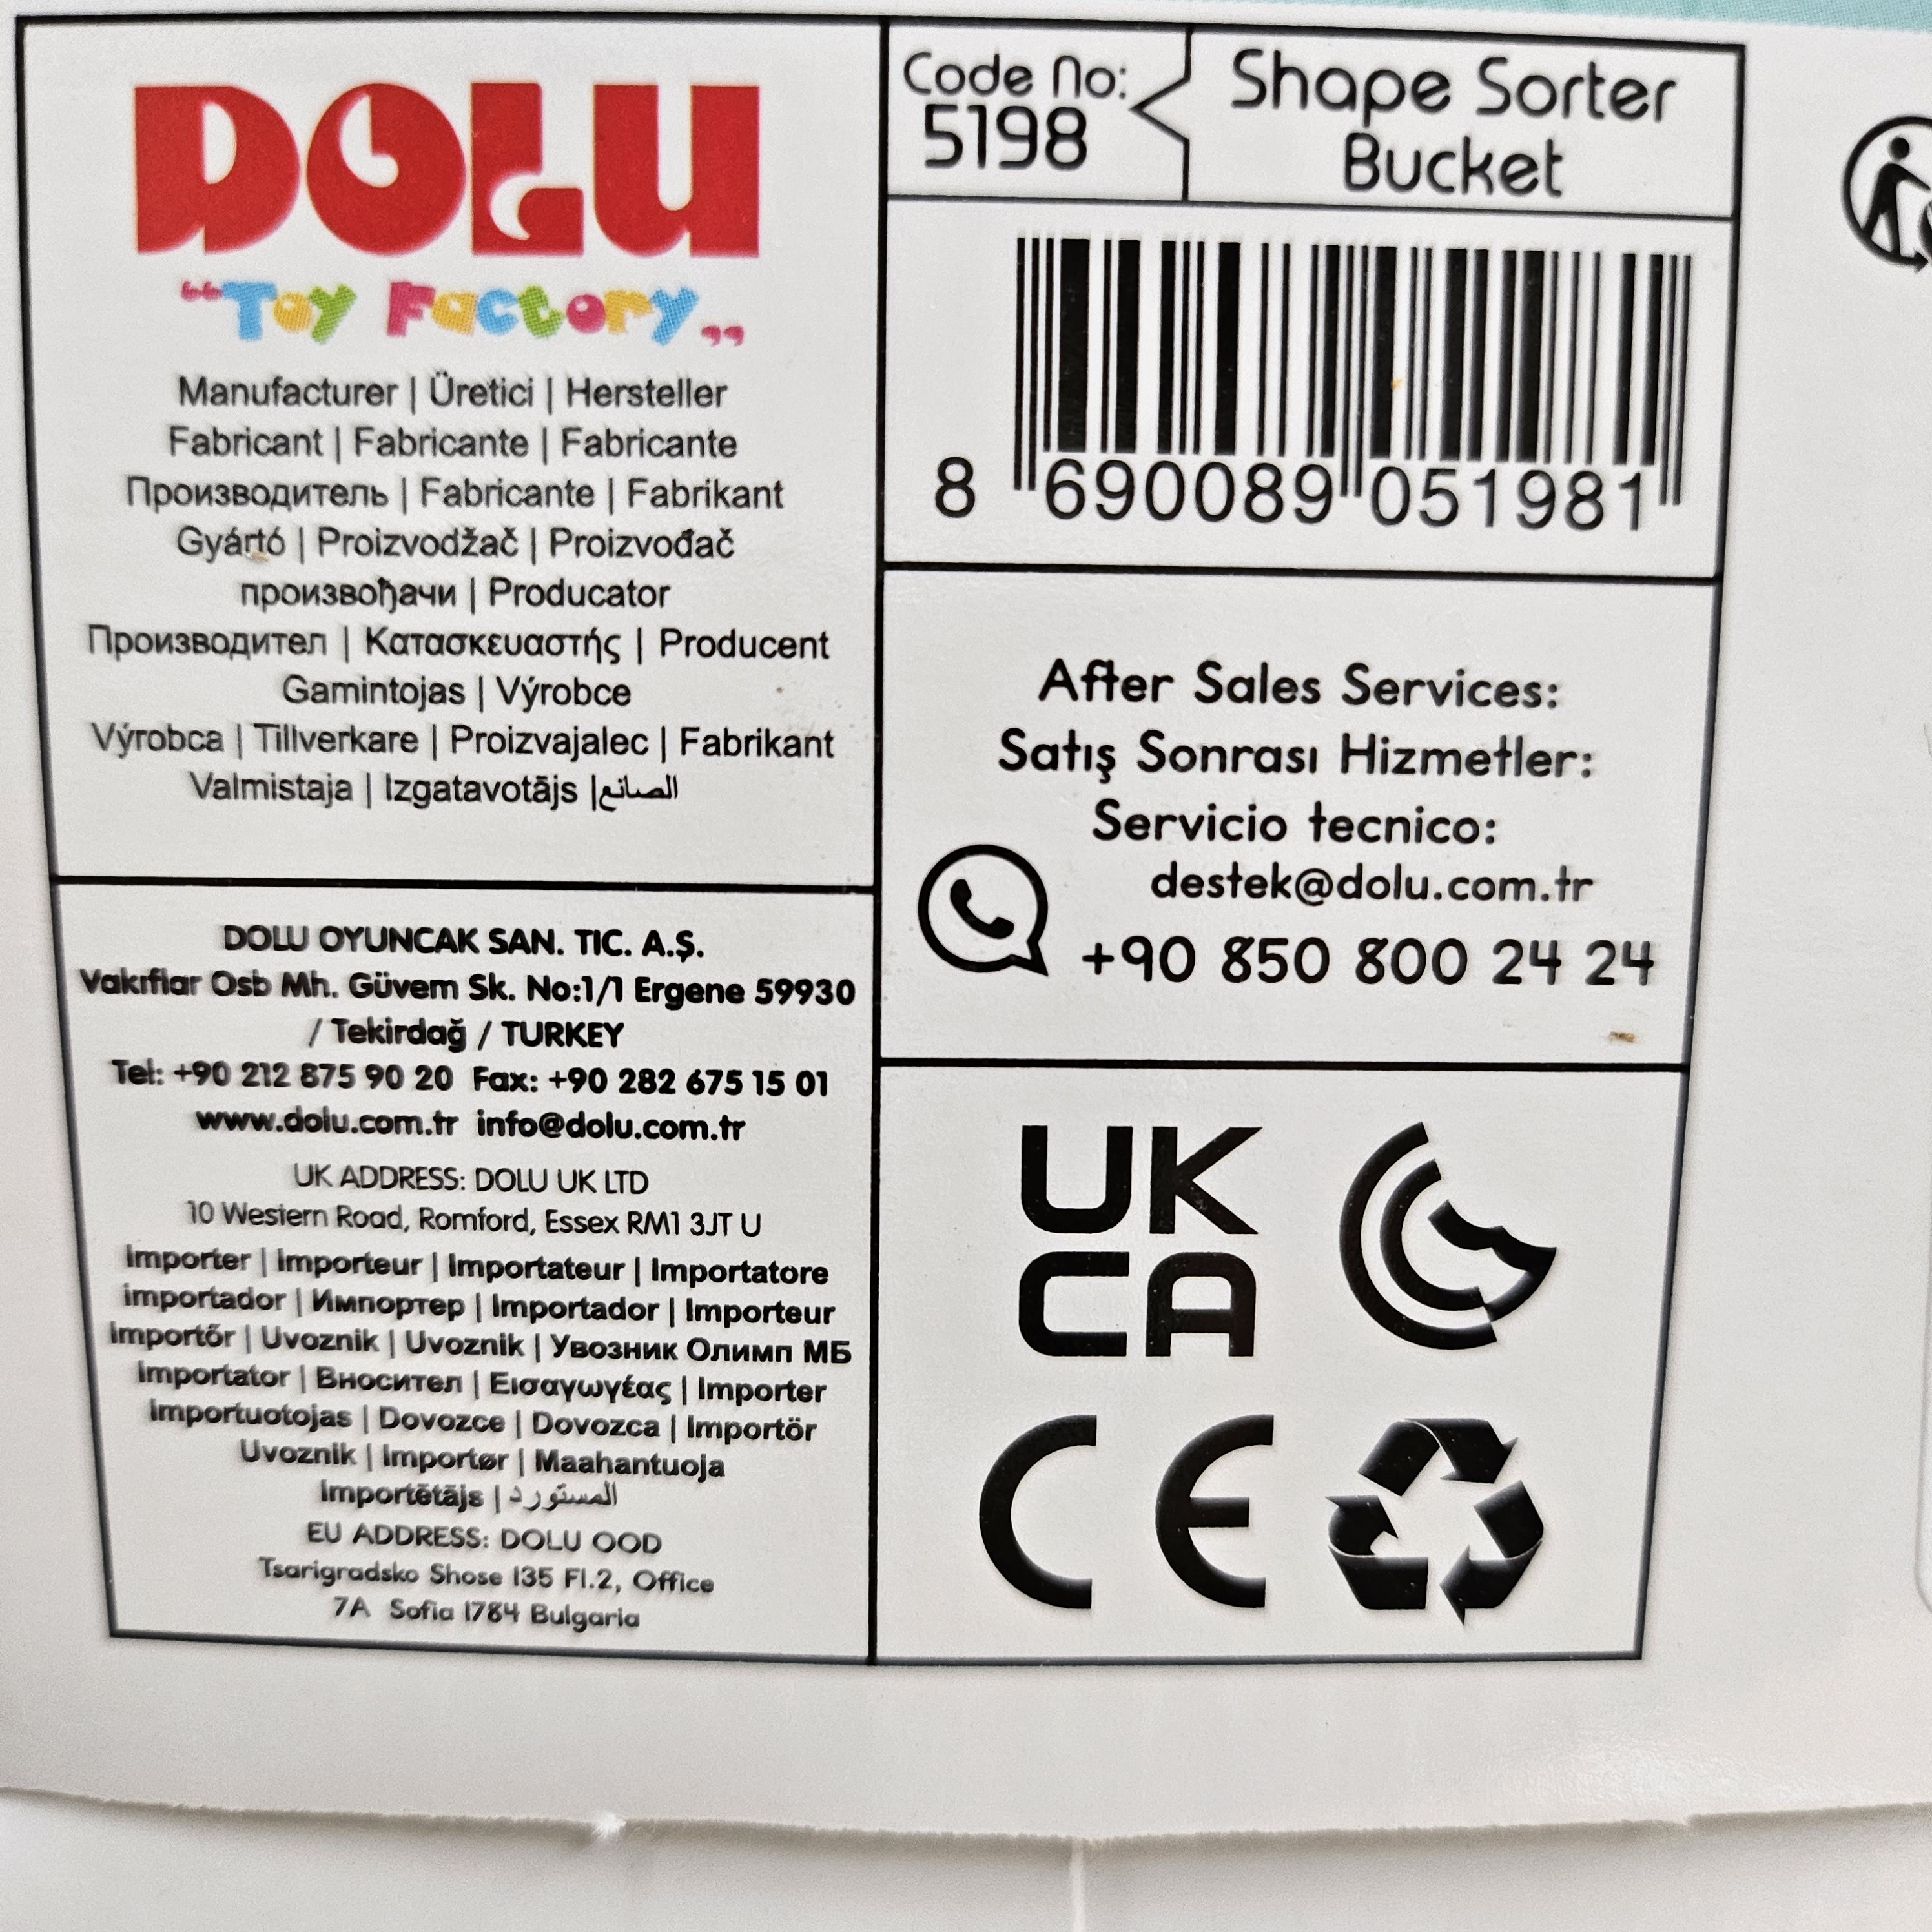 DOLU
"Toy Factory„
Manufacturer | Üretici | Hersteller
Fabricant | Fabricante | Fabricante
Производитель | Fabricante | Fabrikant
Gyártó | Proizvodžač | Proizvođač
произвођачи | Producator
Производител | Κατασκευαστής | Producent
Gamintojas | Výrobce
Výrobca | Tillverkare | Proizvajalec | Fabrikant
Valmistaja | Izgatavotājs |الصانع
DOLU OYUNCAK SAN. TIC. A.Ş.
Vakıflar Osb Mh. Güvem Sk. No:1/1 Ergene 59930
/ Tekirdağ / TURKEY
Tel: +90 212 875 90 20 Fax: +90 282 675 15 01
www.dolu.com.tr info@dolu.com.tr
UK ADDRESS: DOLU UK LTD
10 Western Road, Romford, Essex RM1 3JT U
Importer | Importeur | Importateur | Importatore
importador | Импортер | Importador | Importeur
Importőr | Uvoznik | Uvoznik | Увозник Олимп МБ
Importator | Вносител | Εισαγωγέας | Importer
Importuotojas | Dovozce | Dovozca | Importör
Uvoznik | Importør | Maahantuoja
Importētājs | المستورد
EU ADDRESS: DOLU OOD
Tsarigradsko Shose 135 Fl.2, Office
7A Sofia 1784 Bulgaria
Code No:
5198
Shape Sorter
Bucket
8 690089 051981
After Sales Services:
Satış Sonrası Hizmetler:
Servicio tecnico:
destek@dolu.com.tr
+90 850 800 24 24
UK
CA
CE